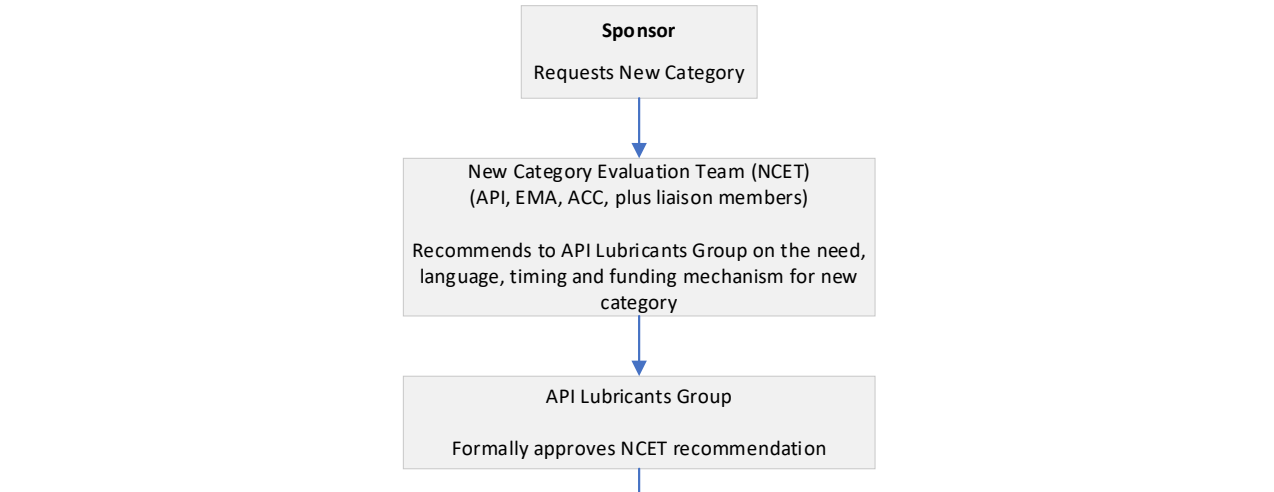 Sponsor
Requests New Category
New Category Evaluation Team (NCET)
(API, EMA, ACC, plus liaison members)
Recommends to API Lubricants Group on the need,
language, timing and funding mechanism for new
category
API Lubricants Group
Formally approves NCET recommendation